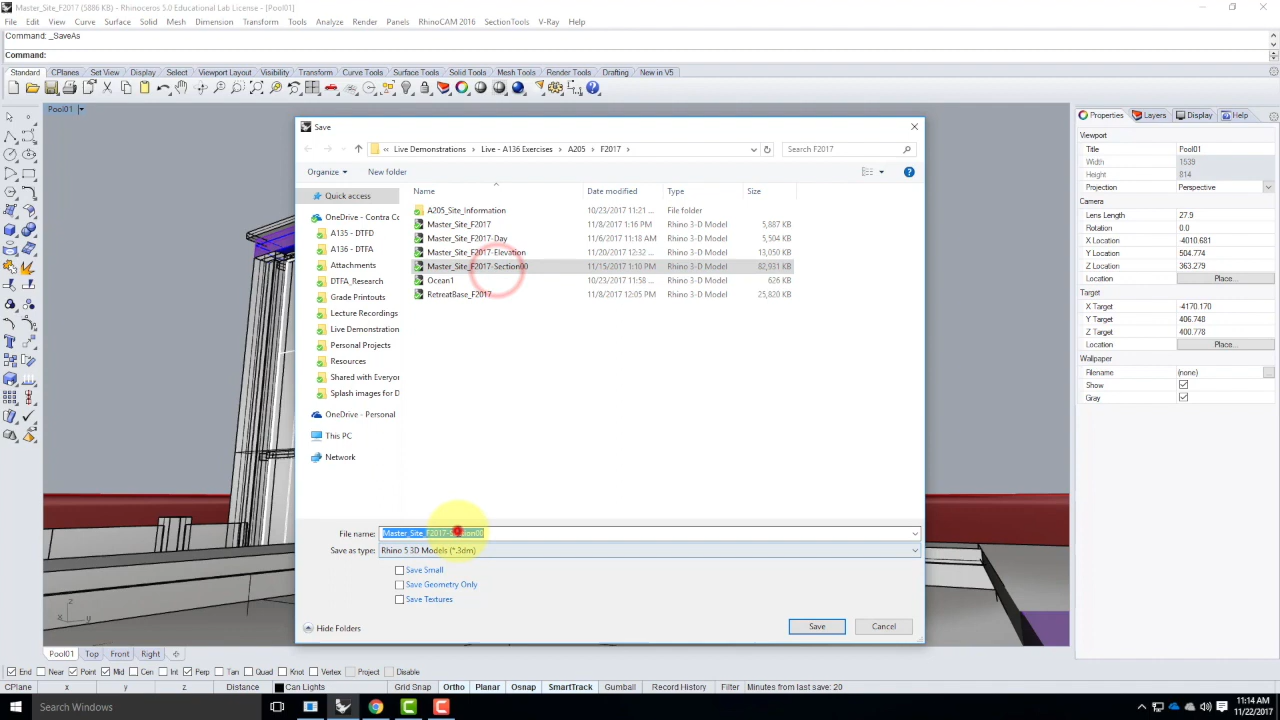 Master_Site_F2017 (5886 KB) - Rhinoceros 5.0 Educational Lab License - [Pool01]
File Edit View Curve Surface Solid Mesh Dimension Transform Tools Analyze Render Panels RhinoCAM 2016 SectionTools V-Ray Help
Command: _SaveAs
Command:
Standard CPlanes Set View Display Select Viewport Layout Visibility Transform Curve Tools Surface Tools Solid Tools Mesh Tools Render Tools Drafting New in V5
Pool01
Save
« Live Demonstrations > Live - A136 Exercises > A205 > F2017 >
Search F2017
Organize
New folder
Quick access
OneDrive - Contra Cc
A135 - DTFD
A136 - DTFA
Attachments
DTFA_Research
Grade Printouts
Lecture Recordings
Live Demonstration
Personal Projects
Resources
Shared with Everyor
Splash images for D
OneDrive - Personal
This PC
Network
Name Date modified Type Size
A205_Site_Information 10/23/2017 11:21 ... File folder
Master_Site_F2017 11/8/2017 1:16 PM Rhino 3-D Model 5,887 KB
Master_Site_F2017-Day 11/6/2017 11:18 AM Rhino 3-D Model 5,504 KB
Master_Site_F2017-Elevation 11/20/2017 12:32 ... Rhino 3-D Model 13,050 KB
Master_Site_F2017-Section00 11/15/2017 1:10 PM Rhino 3-D Model 82,931 KB
Ocean1 10/23/2017 11:58 ... Rhino 3-D Model 626 KB
RetreatBase_F2017 11/8/2017 12:05 PM Rhino 3-D Model 25,820 KB
File name: Master_Site_F2017-Section00
Save as type: Rhino 5 3D Models (*.3dm)
Save Small
Save Geometry Only
Save Textures
Hide Folders
Save
Cancel
Properties Layers Display Help
Viewport
Title Pool01
Width 1539
Height 814
Projection Perspective
Camera
Lens Length 27.9
Rotation 0.0
X Location -4010.681
Y Location 504.774
Z Location 363.279
Location Place...
Target
X Target -4170.170
Y Target 406.748
Z Target 400.778
Location Place...
Wallpaper
Filename (none)
Show
Gray
z
x y
Pool01 Top Front Right
End Near Point Mid Cen Int Perp Tan Quad Knot Vertex Project Disable
CPlane x y z Distance Can Lights Grid Snap Ortho Planar Osnap SmartTrack Gumball Record History Filter Minutes from last save: 20
Search Windows
11:14 AM
11/22/2017